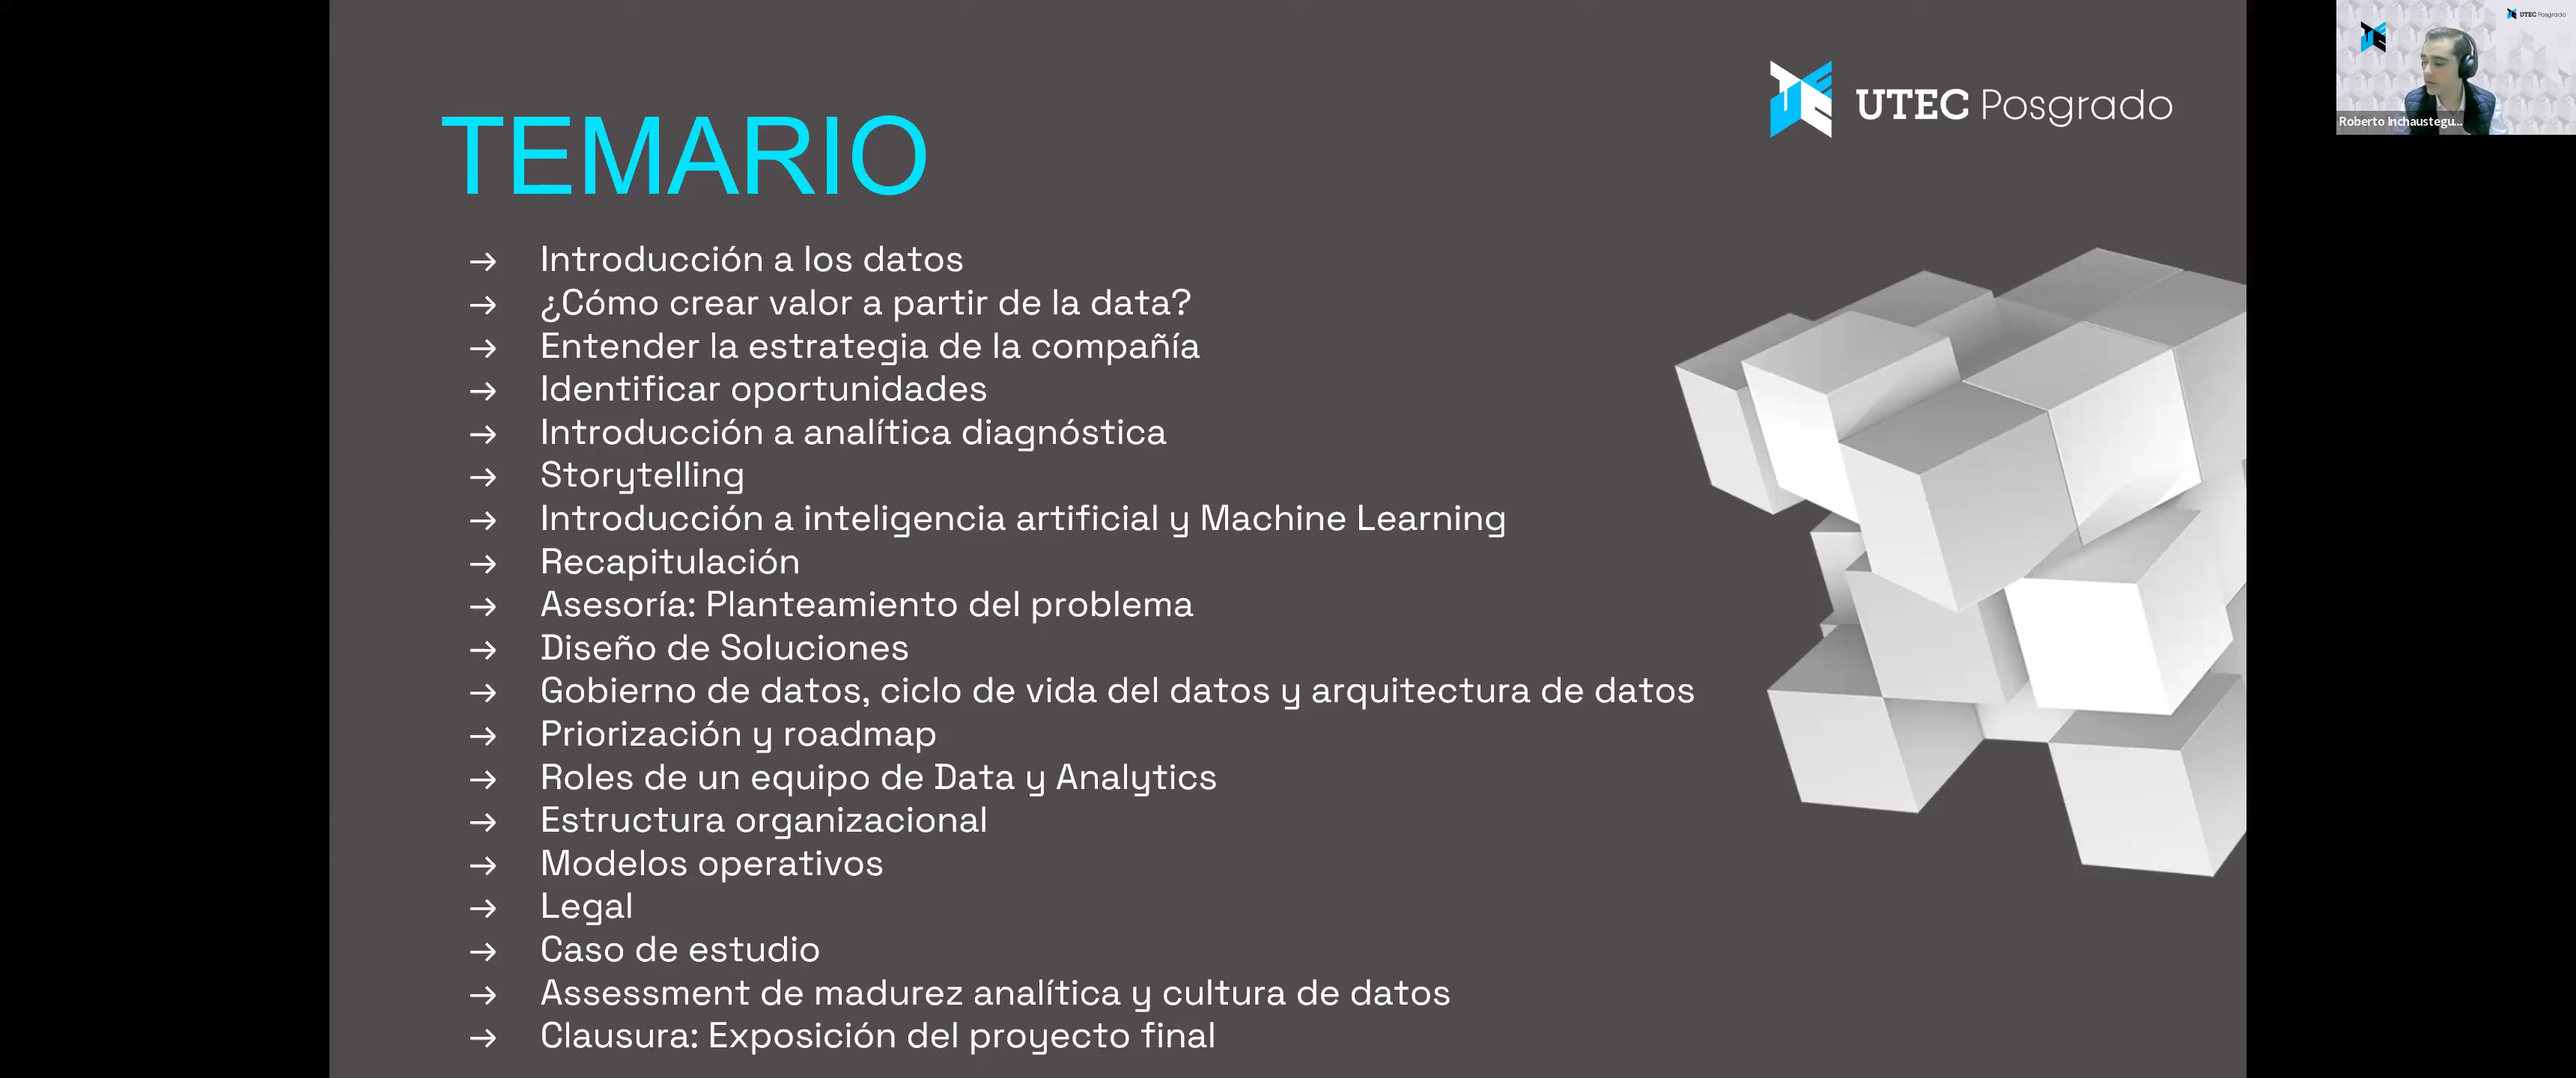 TEMARIO
UTEC Posgrado
→ Introducción a los datos
→ ¿Cómo crear valor a partir de la data?
→ Entender la estrategia de la compañía
→ Identificar oportunidades
→ Introducción a analítica diagnóstica
→ Storytelling
→ Introducción a inteligencia artificial y Machine Learning
→ Recapitulación
→ Asesoría: Planteamiento del problema
→ Diseño de Soluciones
→ Gobierno de datos, ciclo de vida del datos y arquitectura de datos
→ Priorización y roadmap
→ Roles de un equipo de Data y Analytics
→ Estructura organizacional
→ Modelos operativos
→ Legal
→ Caso de estudio
→ Assessment de madurez analítica y cultura de datos
→ Clausura: Exposición del proyecto final
UTEC Posgrado
Roberto Inchaustegu...